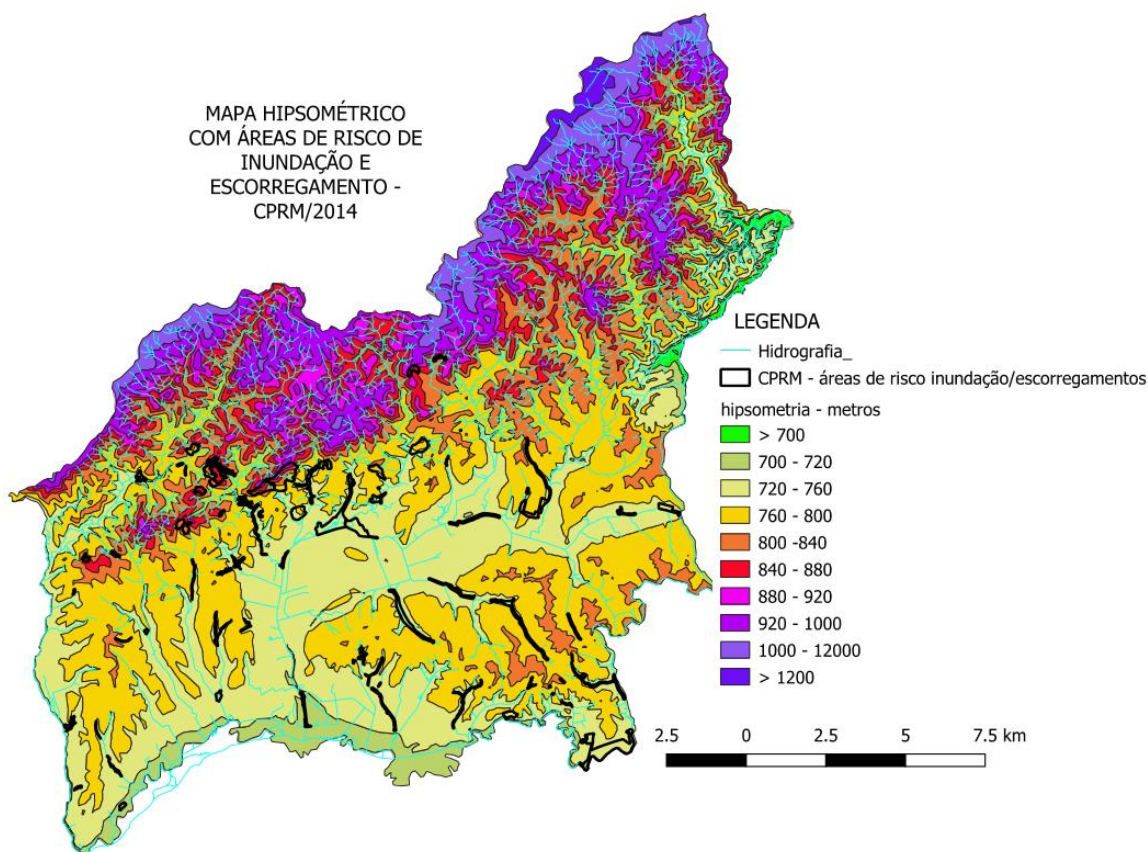 MAPA HIPSOMÉTRICO
COM ÁREAS DE RISCO DE
INUNDAÇÃO E
ESCORREGAMENTO -
CPRM/2014
LEGENDA
Hidrografia_
CPRM - áreas de risco inundação/escorregamentos
hipsometria - metros
> 700
700 - 720
720 - 760
760 - 800
800 -840
840 - 880
880 - 920
920 - 1000
1000 - 12000
> 1200
2.5 0 2.5 5 7.5 km